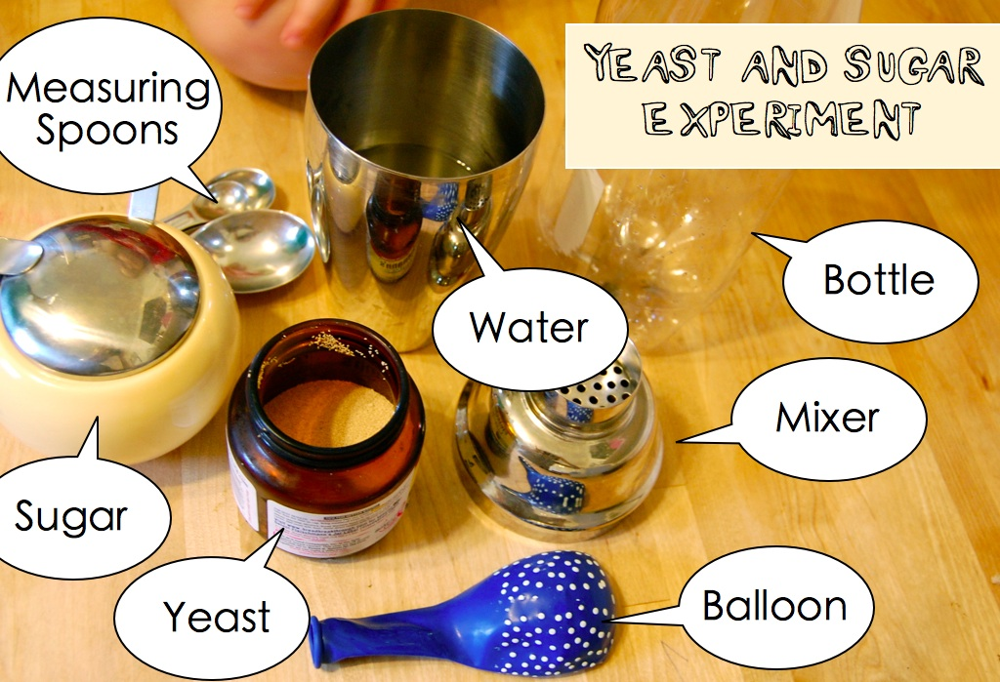 YEAST AND SUGAR
EXPERIMENT
Measuring
Spoons
Bottle
Water
Mixer
Sugar
Yeast
Balloon